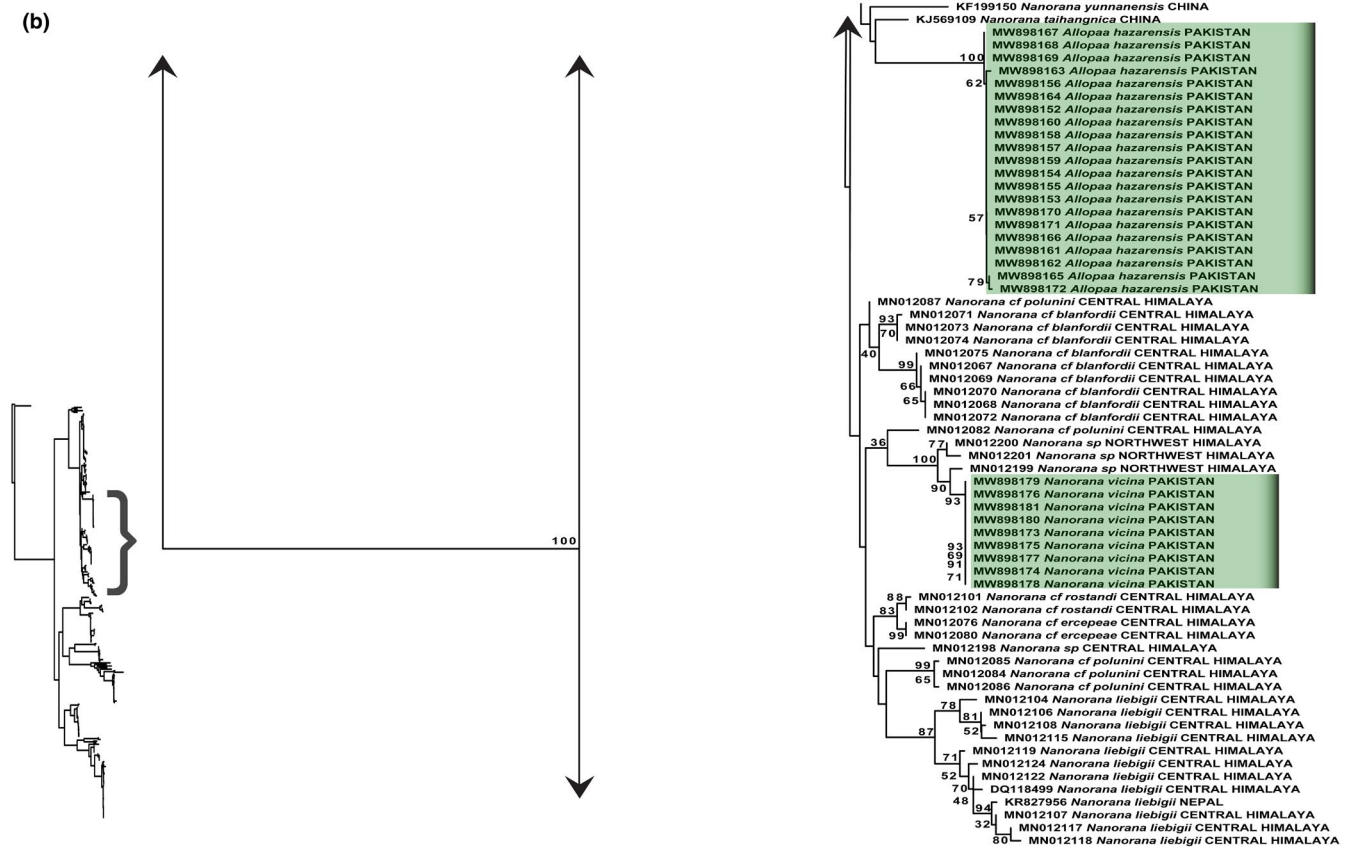 (b)
100
KF199150 Nanorana yunnanensis CHINA
KJ569109 Nanorana taihangnica CHINA
MW898167 Allopaa hazarensis PAKISTAN
MW898168 Allopaa hazarensis PAKISTAN
100 MW898169 Allopaa hazarensis PAKISTAN
MW898163 Allopaa hazarensis PAKISTAN
62 MW898156 Allopaa hazarensis PAKISTAN
MW898164 Allopaa hazarensis PAKISTAN
MW898152 Allopaa hazarensis PAKISTAN
MW898160 Allopaa hazarensis PAKISTAN
MW898158 Allopaa hazarensis PAKISTAN
MW898157 Allopaa hazarensis PAKISTAN
MW898159 Allopaa hazarensis PAKISTAN
MW898154 Allopaa hazarensis PAKISTAN
MW898155 Allopaa hazarensis PAKISTAN
MW898153 Allopaa hazarensis PAKISTAN
57 MW898170 Allopaa hazarensis PAKISTAN
MW898171 Allopaa hazarensis PAKISTAN
MW898166 Allopaa hazarensis PAKISTAN
MW898161 Allopaa hazarensis PAKISTAN
MW898162 Allopaa hazarensis PAKISTAN
79 MW898165 Allopaa hazarensis PAKISTAN
MW898172 Allopaa hazarensis PAKISTAN
MN012087 Nanorana cf polunini CENTRAL HIMALAYA
93 MN012071 Nanorana cf blanfordii CENTRAL HIMALAYA
70 MN012073 Nanorana cf blanfordii CENTRAL HIMALAYA
MN012074 Nanorana cf blanfordii CENTRAL HIMALAYA
40 MN012075 Nanorana cf blanfordii CENTRAL HIMALAYA
99 MN012067 Nanorana cf blanfordii CENTRAL HIMALAYA
66 MN012069 Nanorana cf blanfordii CENTRAL HIMALAYA
65 MN012070 Nanorana cf blanfordii CENTRAL HIMALAYA
MN012068 Nanorana cf blanfordii CENTRAL HIMALAYA
MN012072 Nanorana cf blanfordii CENTRAL HIMALAYA
MN012082 Nanorana cf polunini CENTRAL HIMALAYA
36 77 MN012200 Nanorana sp NORTHWEST HIMALAYA
100 MN012201 Nanorana sp NORTHWEST HIMALAYA
MN012199 Nanorana sp NORTHWEST HIMALAYA
90 MW898179 Nanorana vicina PAKISTAN
93 MW898176 Nanorana vicina PAKISTAN
MW898181 Nanorana vicina PAKISTAN
MW898180 Nanorana vicina PAKISTAN
MW898173 Nanorana vicina PAKISTAN
93 MW898175 Nanorana vicina PAKISTAN
69 MW898177 Nanorana vicina PAKISTAN
91 MW898174 Nanorana vicina PAKISTAN
71 MW898178 Nanorana vicina PAKISTAN
88 MN012101 Nanorana cf rostandi CENTRAL HIMALAYA
83 MN012102 Nanorana cf rostandi CENTRAL HIMALAYA
MN012076 Nanorana cf ercepeae CENTRAL HIMALAYA
99 MN012080 Nanorana cf ercepeae CENTRAL HIMALAYA
MN012198 Nanorana sp CENTRAL HIMALAYA
99 MN012085 Nanorana cf polunini CENTRAL HIMALAYA
65 MN012084 Nanorana cf polunini CENTRAL HIMALAYA
MN012086 Nanorana cf polunini CENTRAL HIMALAYA
78 MN012104 Nanorana liebigii CENTRAL HIMALAYA
81 MN012106 Nanorana liebigii CENTRAL HIMALAYA
52 MN012108 Nanorana liebigii CENTRAL HIMALAYA
87 MN012115 Nanorana liebigii CENTRAL HIMALAYA
71 MN012119 Nanorana liebigii CENTRAL HIMALAYA
MN012124 Nanorana liebigii CENTRAL HIMALAYA
52 MN012122 Nanorana liebigii CENTRAL HIMALAYA
70 DQ118499 Nanorana liebigii CENTRAL HIMALAYA
48 94 KR827956 Nanorana liebigii NEPAL
MN012107 Nanorana liebigii CENTRAL HIMALAYA
32 MN012117 Nanorana liebigii CENTRAL HIMALAYA
80 MN012118 Nanorana liebigii CENTRAL HIMALAYA